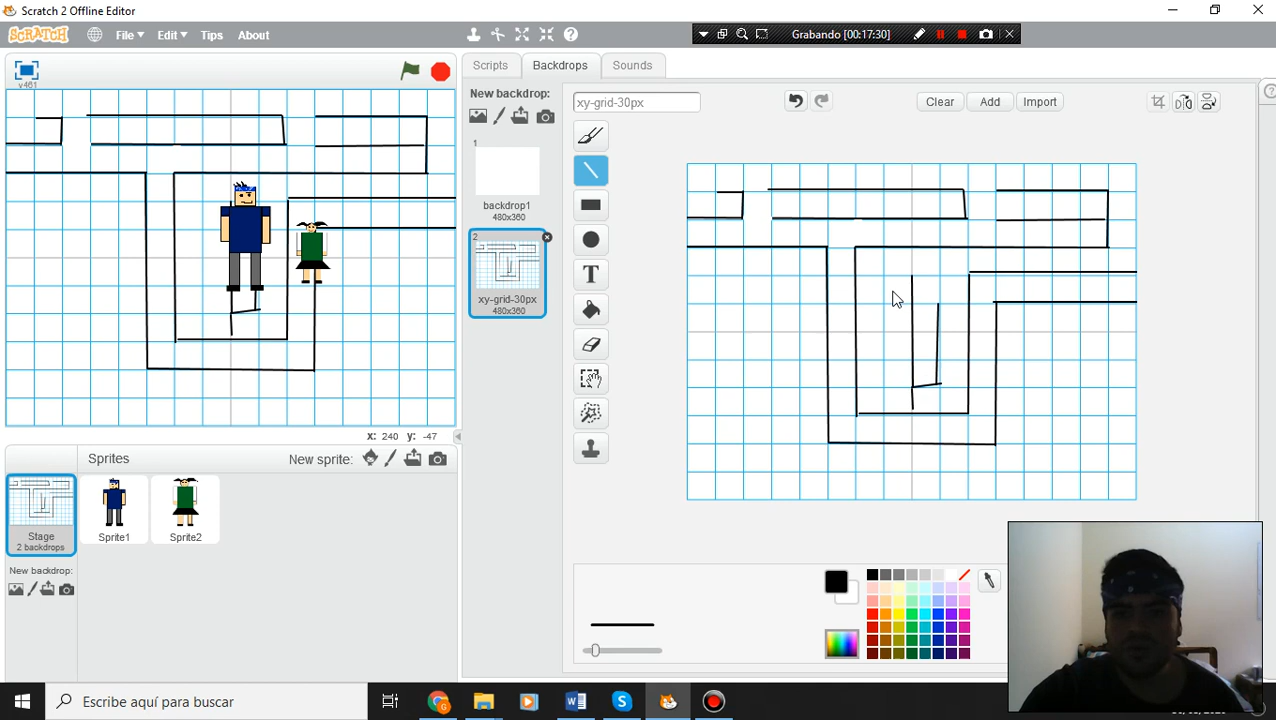 Scratch 2 Offline Editor
SCRATCH File Edit Tips About
Grabando [00:17:30]
v461
Scripts Backdrops Sounds
New backdrop:
xy-grid-30px
Clear Add Import
1
backdrop1
480x360
2
xy-grid-30px
480x360
T
x: 240 y: -47
Sprites New sprite:
Stage
2 backdrops
Sprite1
Sprite2
New backdrop:
Escribe aquí para buscar